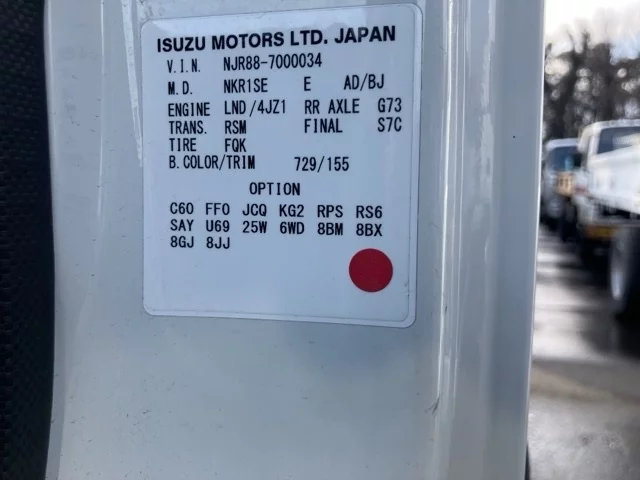 ISUZU MOTORS LTD. JAPAN
V.I.N. NJR88-7000034
M.D. NKR1SE E AD/BJ
ENGINE LND/4JZ1 RR AXLE G73
TRANS. RSM FINAL S7C
TIRE FQK
B.COLOR/TRIM 729/155
OPTION
C60 FF0 JCQ KG2 RPS RS6
SAY U69 25W 6WD 8BM 8BX
8GJ 8JJ